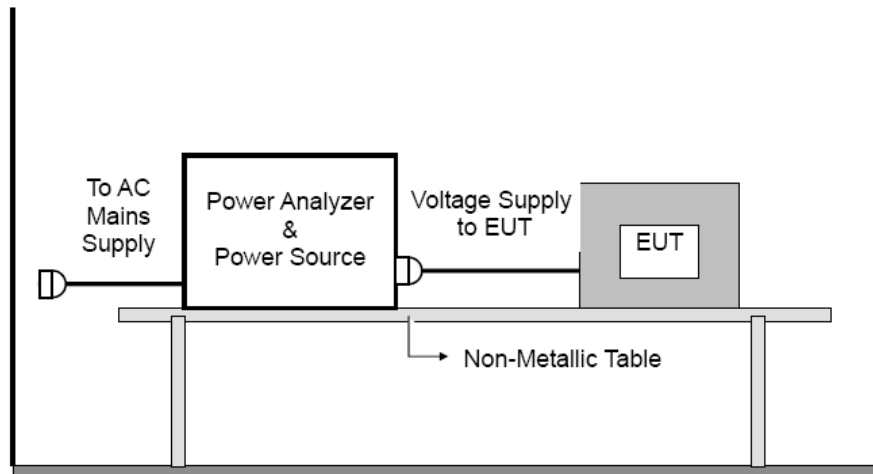 To AC
Mains
Supply
Power Analyzer
&
Power Source
Voltage Supply
to EUT
EUT
Non-Metallic Table